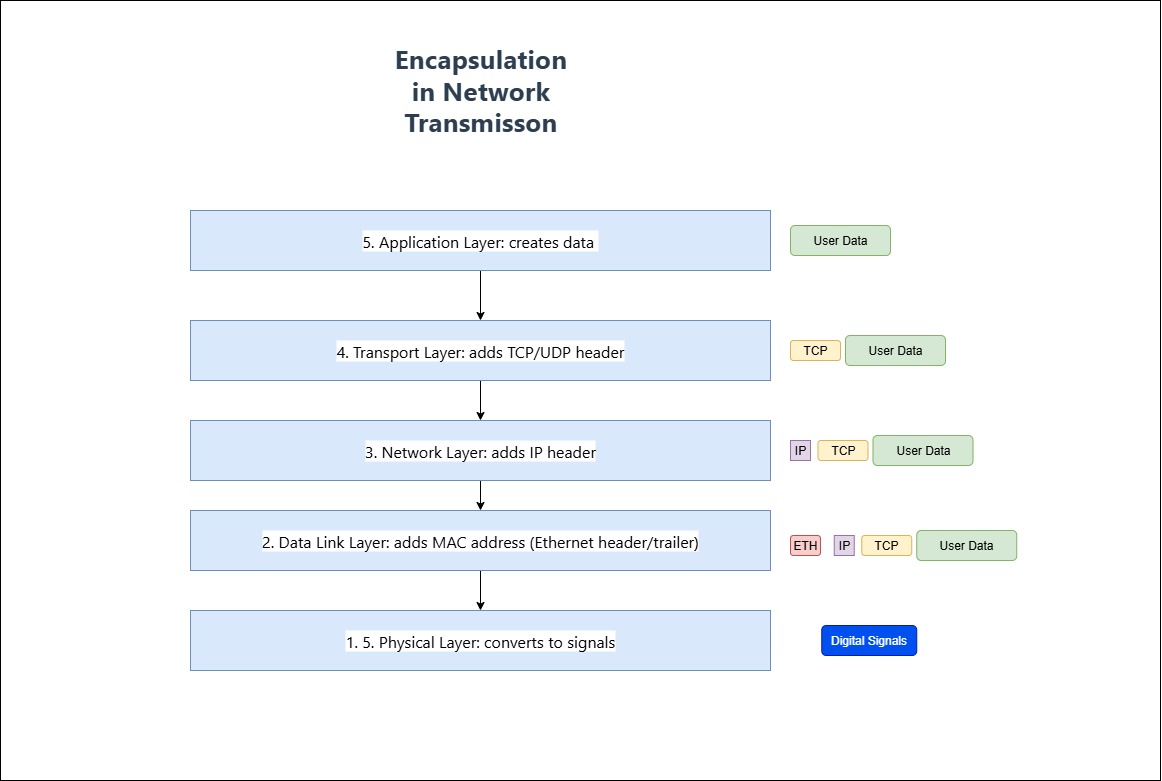 Encapsulation
in Network
Transmisson
5. Application Layer: creates data
User Data
4. Transport Layer: adds TCP/UDP header
TCP
User Data
3. Network Layer: adds IP header
IP
TCP
User Data
2. Data Link Layer: adds MAC address (Ethernet header/trailer)
ETH
IP
TCP
User Data
1. 5. Physical Layer: converts to signals
Digital Signals